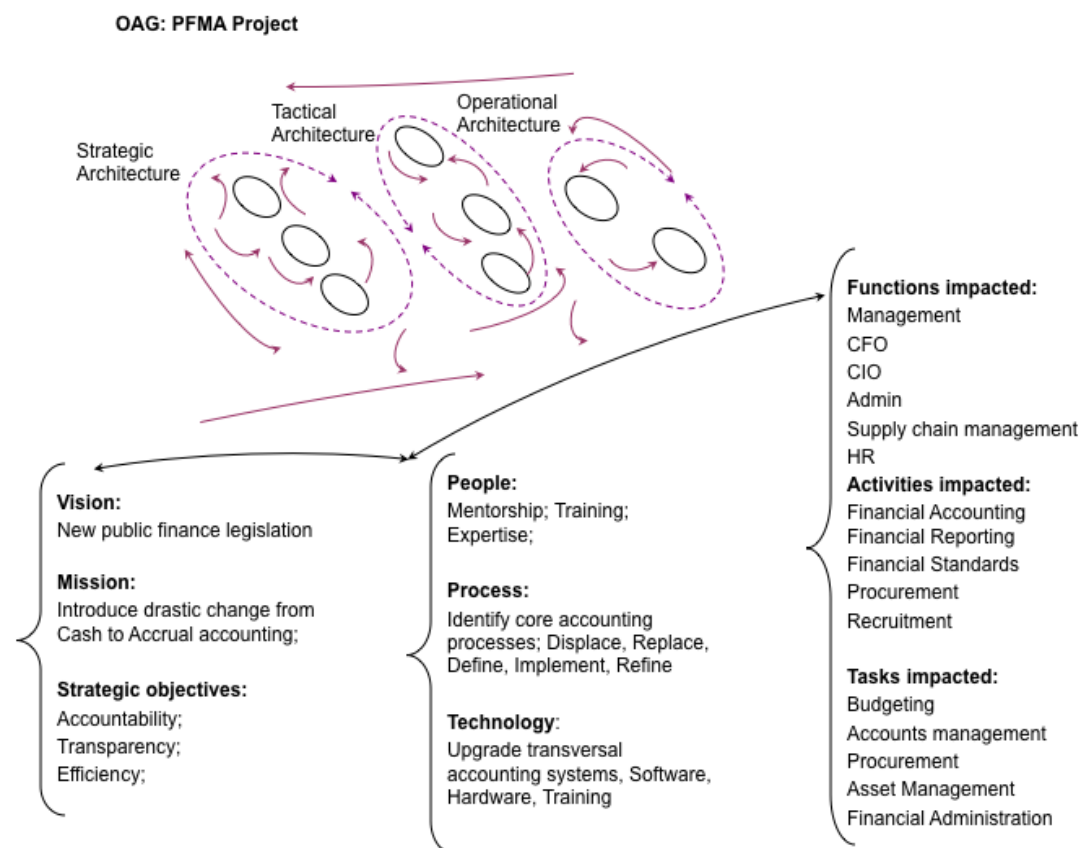 OAG: PFMA Project
Strategic
Architecture
Tactical
Architecture
Operational
Architecture
Vision:
New public finance legislation
Mission:
Introduce drastic change from
Cash to Accrual accounting;
Strategic objectives:
Accountability;
Transparency;
Efficiency;
People:
Mentorship; Training;
Expertise;
Process:
Identify core accounting
processes; Displace, Replace,
Define, Implement, Refine
Technology:
Upgrade transversal
accounting systems, Software,
Hardware, Training
Functions impacted:
Management
CFO
CIO
Admin
Supply chain management
HR
Activities impacted:
Financial Accounting
Financial Reporting
Financial Standards
Procurement
Recruitment
Tasks impacted:
Budgeting
Accounts management
Procurement
Asset Management
Financial Administration